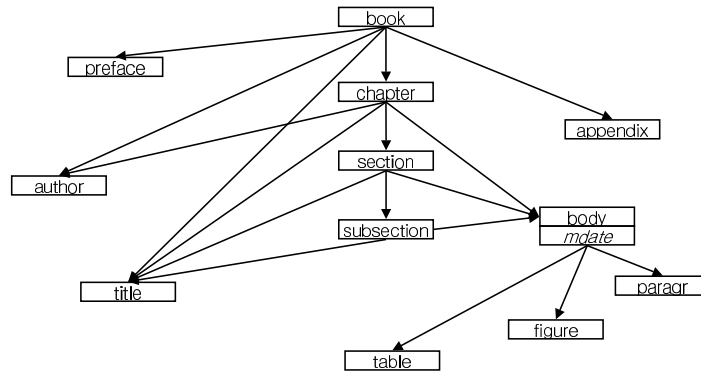 book
preface
chapter
appendix
section
author
body
subsection
mdate
paragr
title
figure
table